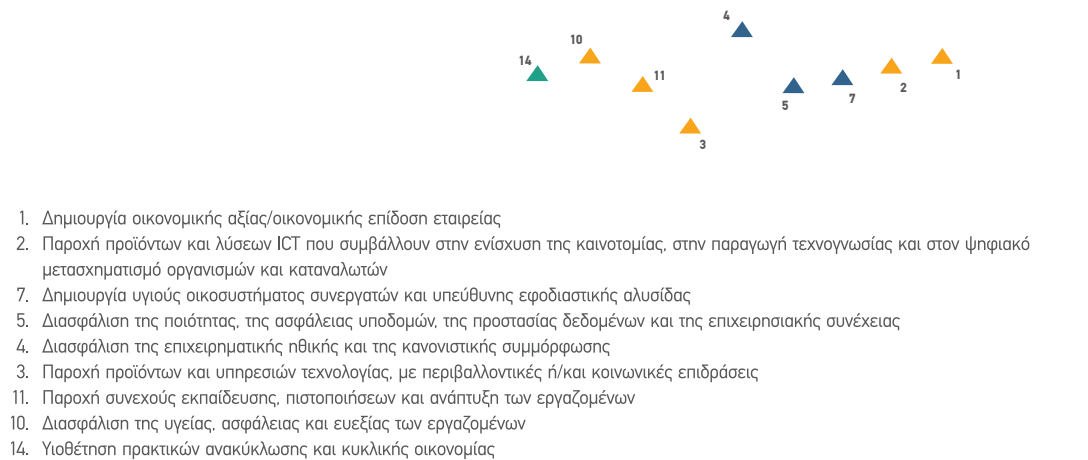 4
10
14
11
1
2
7
5
3
1. Δημιουργία οικονομικής αξίας/οικονομικής επίδοση εταιρείας
2. Παροχή προϊόντων και λύσεων ICT που συμβάλλουν στην ενίσχυση της καινοτομίας, στην παραγωγή τεχνογνωσίας και στον ψηφιακό
μετασχηματισμό οργανισμών και καταναλωτών
7. Δημιουργία υγιούς οικοσυστήματος συνεργατών και υπεύθυνης εφοδιαστικής αλυσίδας
5. Διασφάλιση της ποιότητας, της ασφάλειας υποδομών, της προστασίας δεδομένων και της επιχειρησιακής συνέχειας
4. Διασφάλιση της επιχειρηματικής ηθικής και της κανονιστικής συμμόρφωσης
3. Παροχή προϊόντων και υπηρεσιών τεχνολογίας, με περιβαλλοντικές ή/και κοινωνικές επιδράσεις
11. Παροχή συνεχούς εκπαίδευσης, πιστοποιήσεων και ανάπτυξη των εργαζομένων
10. Διασφάλιση της υγείας, ασφάλειας και ευεξίας των εργαζομένων
14. Υιοθέτηση πρακτικών ανακύκλωσης και κυκλικής οικονομίας